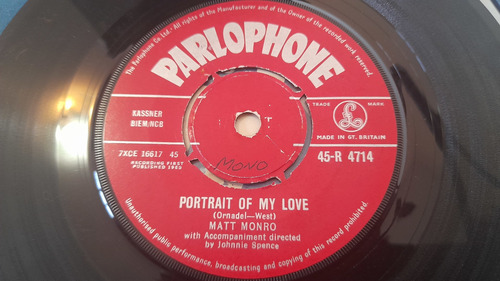 All rights of the Manufacturer and of the Owner of the recorded work reserved.
The Parlophone Co. Ltd.
PARLOPHONE
KASSNER
BIEM/NCB
TRADE MARK
MADE IN GT. BRITAIN
7XCE 16617 45
45-R 4714
RECORDING FIRST
PUBLISHED 1960
MONO
PORTRAIT OF MY LOVE
(Ornadel—West)
MATT MONRO
with Accompaniment directed
by Johnnie Spence
Unauthorised public performance, broadcasting and copying of this record prohibited